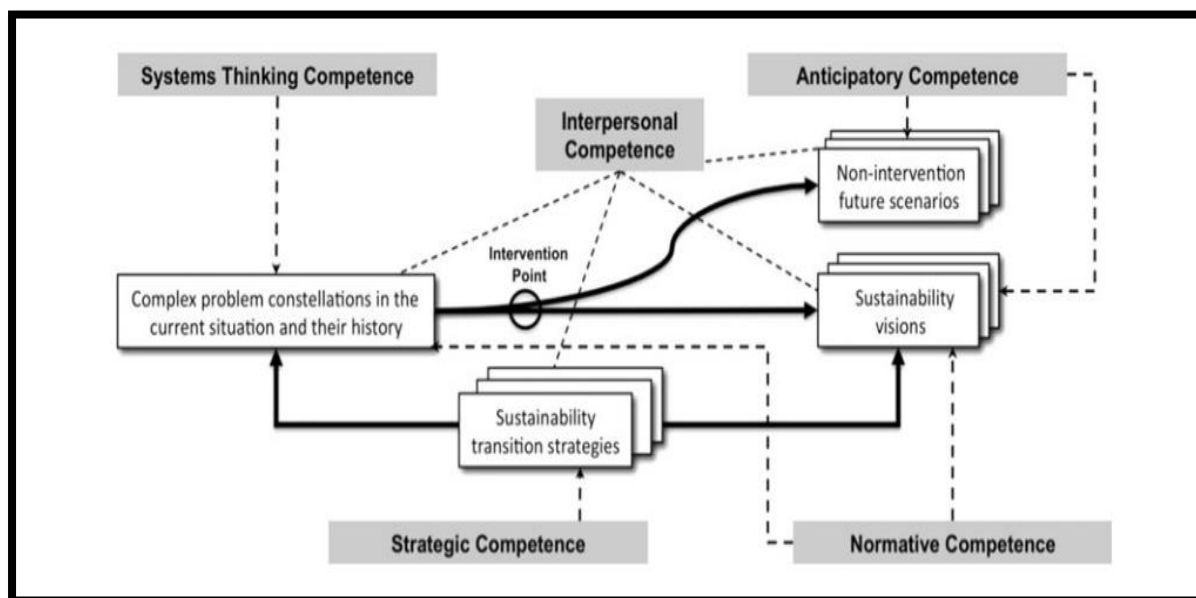 Systems Thinking Competence
Anticipatory Competence
Interpersonal
Competence
Non-intervention
future scenarios
Intervention
Point
Complex problem constellations in the
current situation and their history
Sustainability
visions
Sustainability
transition strategies
Strategic Competence
Normative Competence